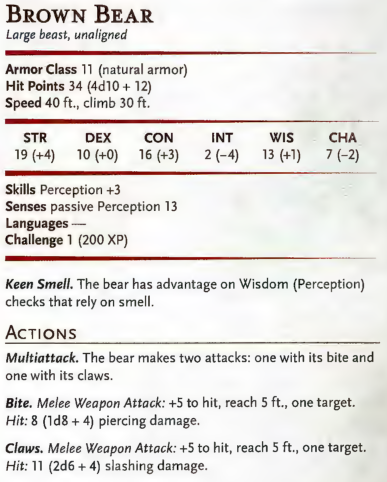 BROWN BEAR
Large beast, unaligned
Armor Class 11 (natural armor)
Hit Points 34 (4d10 + 12)
Speed 40 ft., climb 30 ft.
STR DEX CON INT WIS CHA
19 (+4) 10 (+0) 16 (+3) 2 (−4) 13 (+1) 7 (−2)
Skills Perception +3
Senses passive Perception 13
Languages —
Challenge 1 (200 XP)
Keen Smell. The bear has advantage on Wisdom (Perception)
checks that rely on smell.
ACTIONS
Multiattack. The bear makes two attacks: one with its bite and
one with its claws.
Bite. Melee Weapon Attack: +5 to hit, reach 5 ft., one target.
Hit: 8 (1d8 + 4) piercing damage.
Claws. Melee Weapon Attack: +5 to hit, reach 5 ft., one target.
Hit: 11 (2d6 + 4) slashing damage.